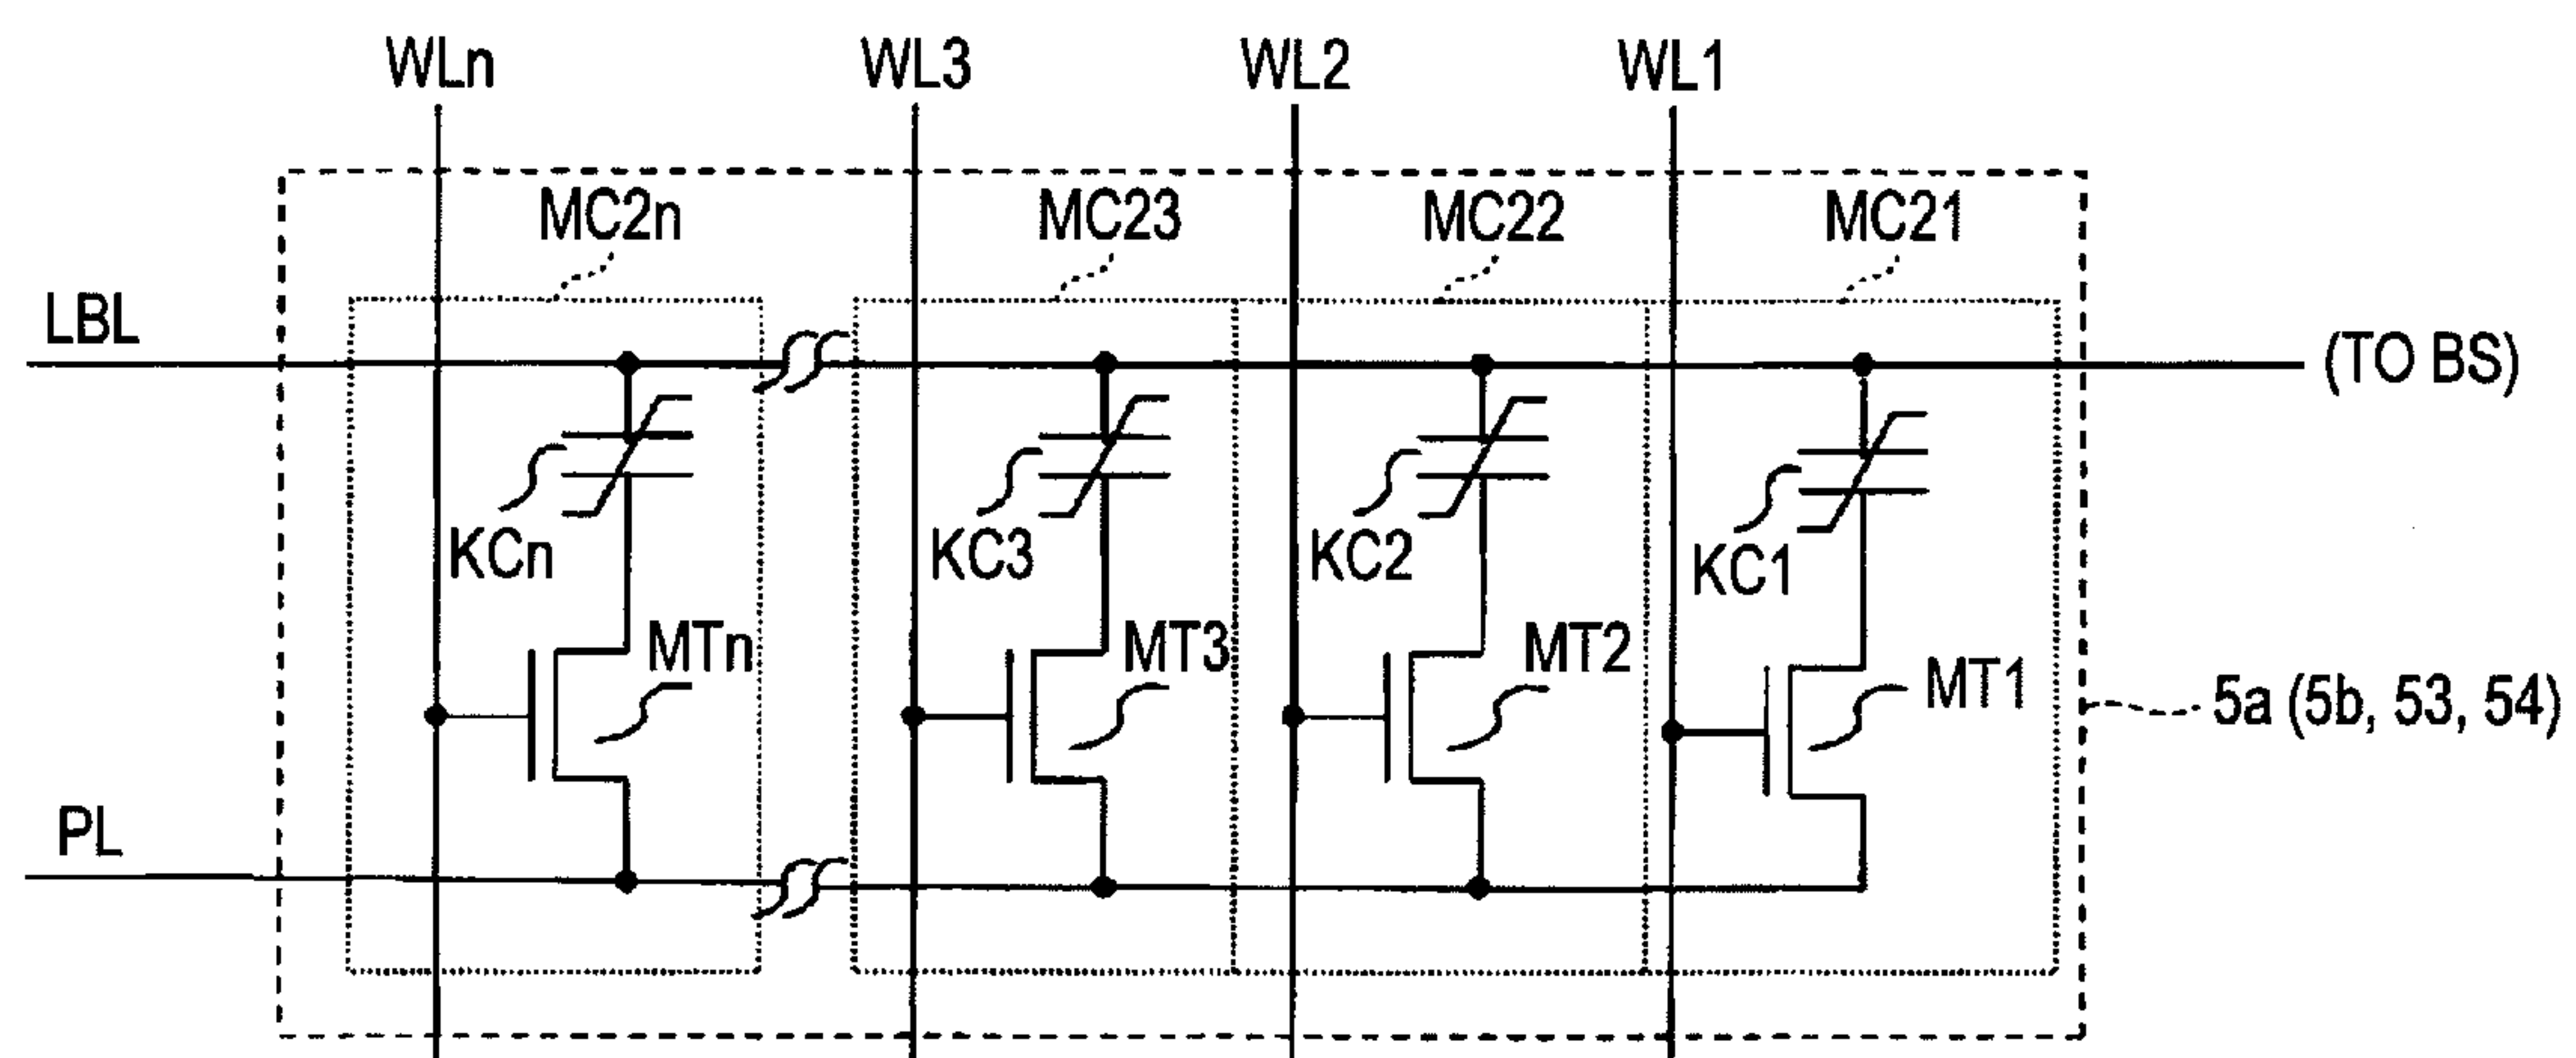 WLn WL3 WL2 WL1
MC2n MC23 MC22 MC21
LBL (TO BS)
KCn KC3 KC2 KC1
MTn MT3 MT2 MT1
5a (5b, 53, 54)
PL